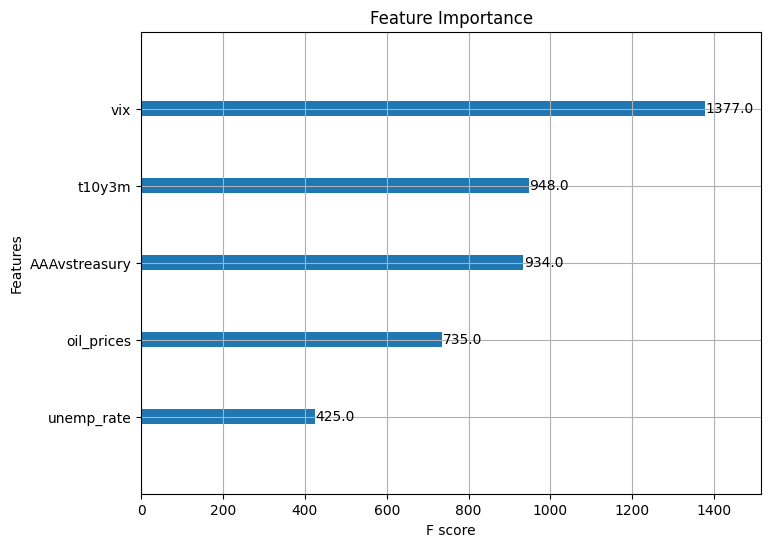 Feature Importance
vix
1377.0
t10y3m
948.0
AAAvstreasury
934.0
oil_prices
735.0
unemp_rate
425.0
Features
0 200 400 600 800 1000 1200 1400
F score